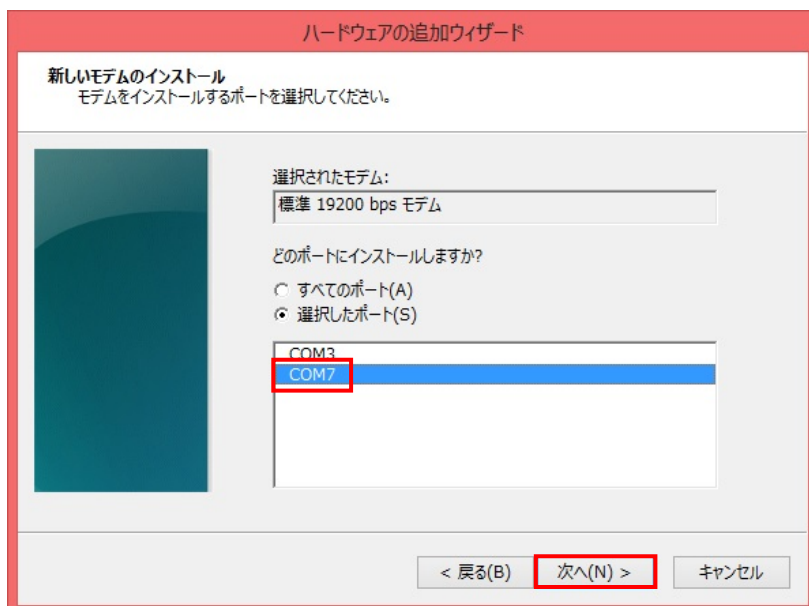 ハードウェアの追加ウィザード
新しいモデムのインストール
モデムをインストールするポートを選択してください。
選択されたモデム:
標準 19200 bps モデム
どのポートにインストールしますか?
すべてのポート(A)
選択したポート(S)
COM3
COM7
< 戻る(B) 次へ(N) > キャンセル